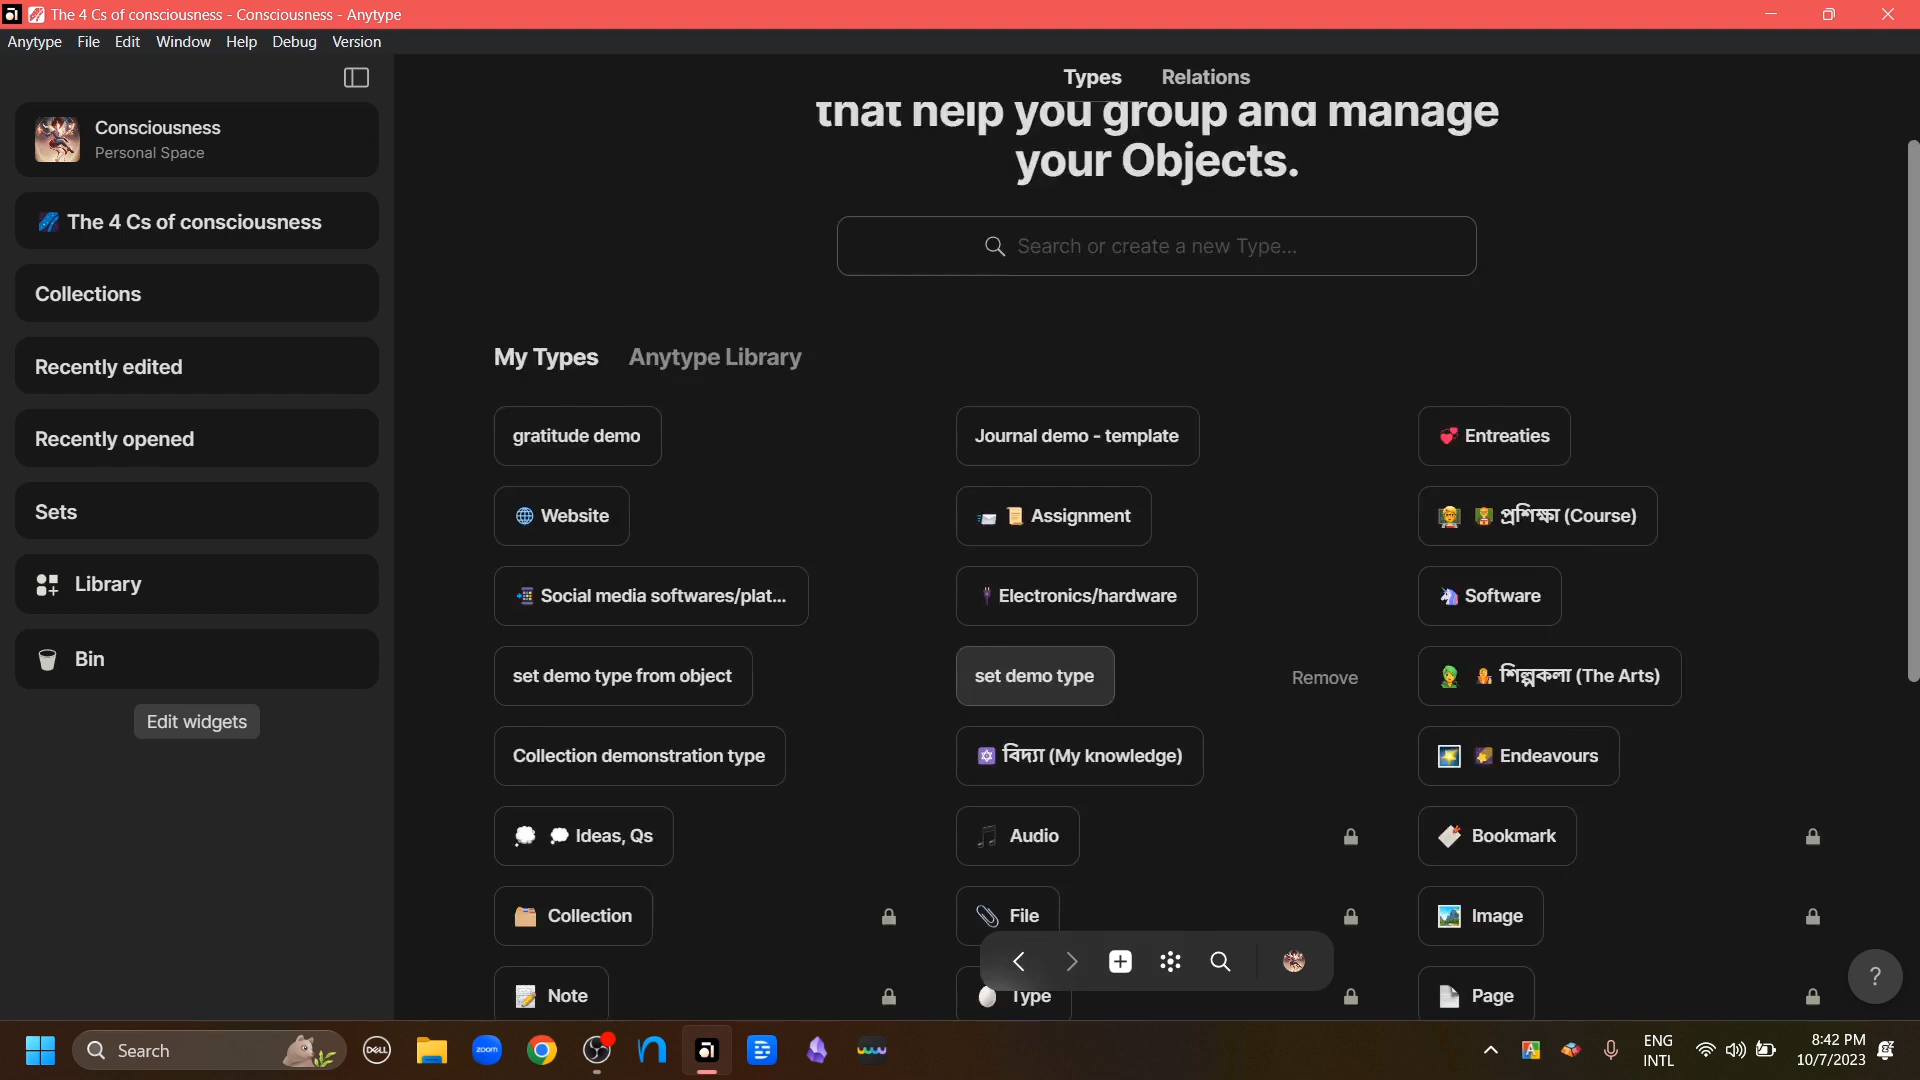 The 4 Cs of consciousness - Consciousness - Anytype
Anytype File Edit Window Help Debug Version
Consciousness
Personal Space
The 4 Cs of consciousness
Collections
Recently edited
Recently opened
Sets
Library
Bin
Edit widgets
Types Relations
that help you group and manage
your Objects.
Search or create a new Type...
My Types Anytype Library
gratitude demo
Journal demo - template
Entreaties
Website
Assignment
প্রশিক্ষা (Course)
Social media softwares/plat...
Electronics/hardware
Software
set demo type from object
set demo type
Remove
শিল্পকলা (The Arts)
Collection demonstration type
বিদ্যা (My knowledge)
Endeavours
Ideas, Qs
Audio
Bookmark
Collection
File
Image
Note
Type
Page
?
Search
DELL
zoom
ENG
INTL
8:42 PM
10/7/2023